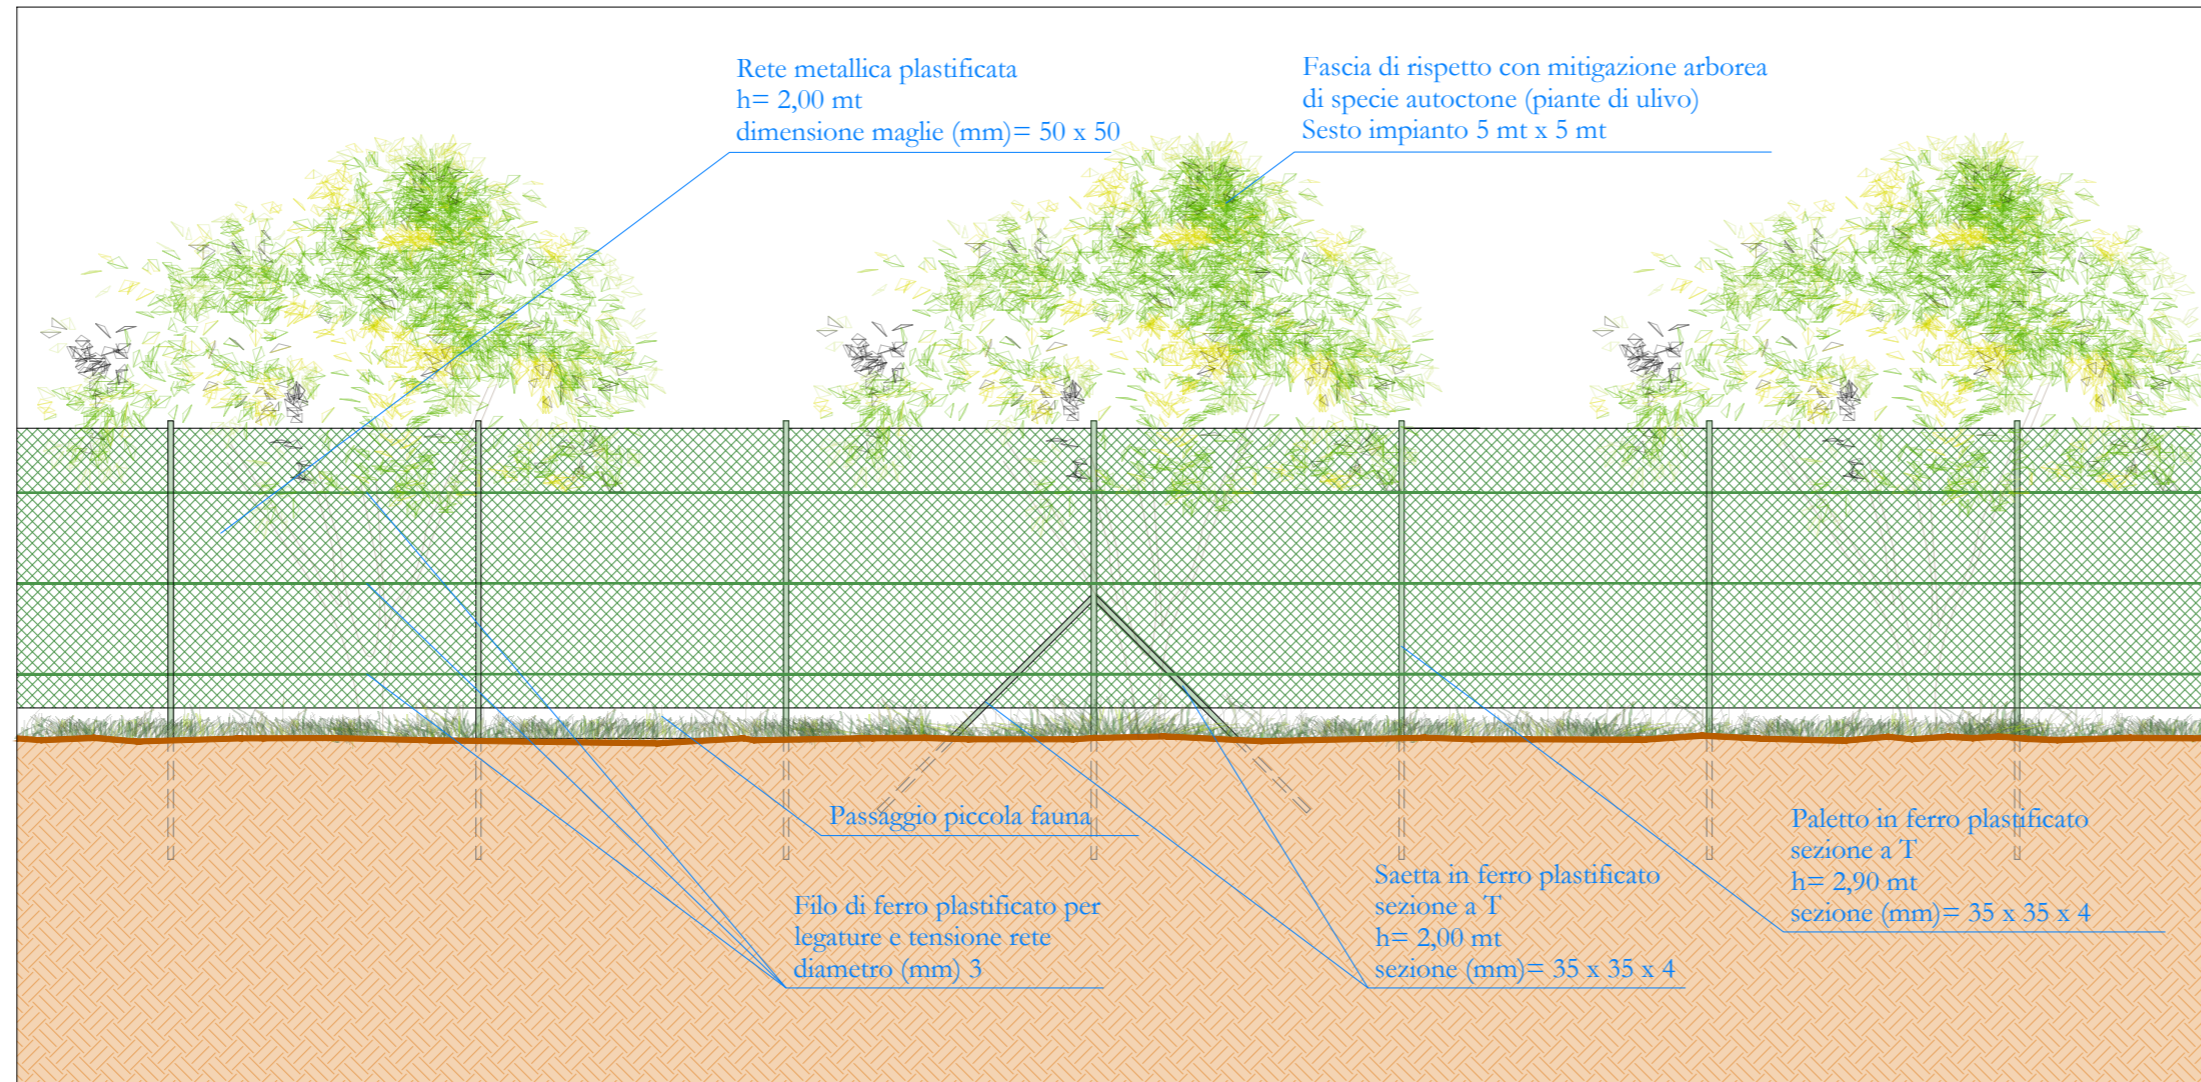 Rete metallica plastificata
h= 2,00 mt
dimensione maglie (mm)= 50 x 50
Fascia di rispetto con mitigazione arborea
di specie autoctone (piante di ulivo)
Sesto impianto 5 mt x 5 mt
Passaggio piccola fauna
Filo di ferro plastificato per
legature e tensione rete
diametro (mm) 3
Saetta in ferro plastificato
sezione a T
h= 2,00 mt
sezione (mm)= 35 x 35 x 4
Paletto in ferro plastificato
sezione a T
h= 2,90 mt
sezione (mm)= 35 x 35 x 4